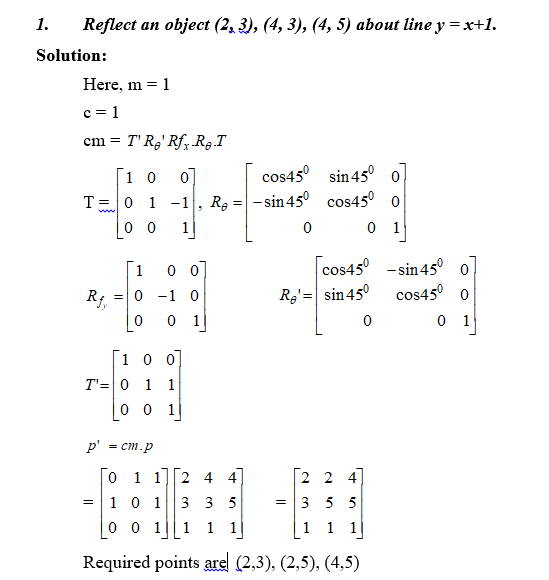 1. Reflect an object (2, 3), (4, 3), (4, 5) about line y = x+1.
Solution:
Here, m = 1
c = 1
cm = T' Rθ' Rfx .Rθ.T
T = [1 0 0; 0 1 -1; 0 0 1], Rθ = [cos45⁰ sin45⁰ 0; -sin45⁰ cos45⁰ 0; 0 0 1]
Rfx = [1 0 0; 0 -1 0; 0 0 1] Rθ' = [cos45⁰ -sin45⁰ 0; sin45⁰ cos45⁰ 0; 0 0 1]
T' = [1 0 0; 0 1 1; 0 0 1]
p' = cm.p
= [0 1 1; 1 0 1; 0 0 1] [2 4 4; 3 3 5; 1 1 1] = [2 2 4; 3 5 5; 1 1 1]
Required points are (2,3), (2,5), (4,5)